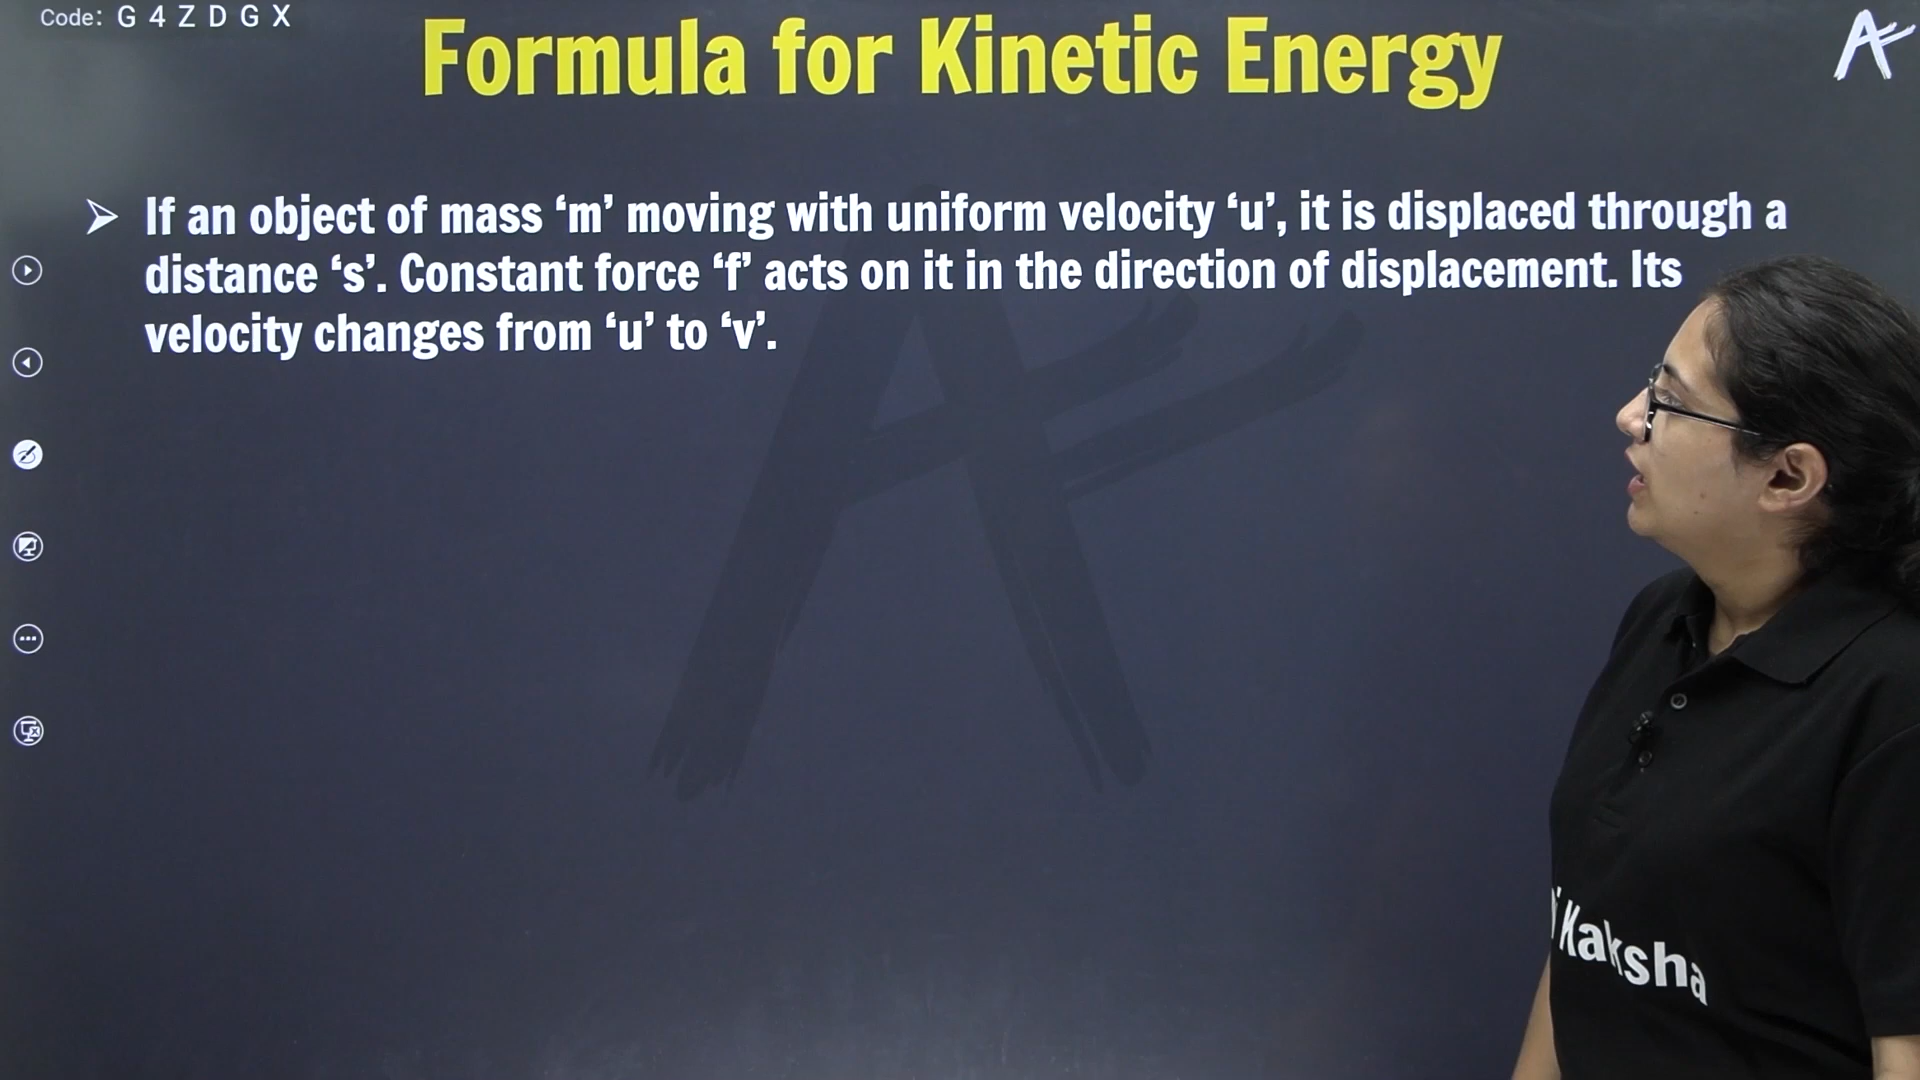 Code: G 4 Z D G X
Formula for Kinetic Energy
➢ If an object of mass ‘m’ moving with uniform velocity ‘u’, it is displaced through a
distance ‘s’. Constant force ‘f’ acts on it in the direction of displacement. Its
velocity changes from ‘u’ to ‘v’.
Kaksha